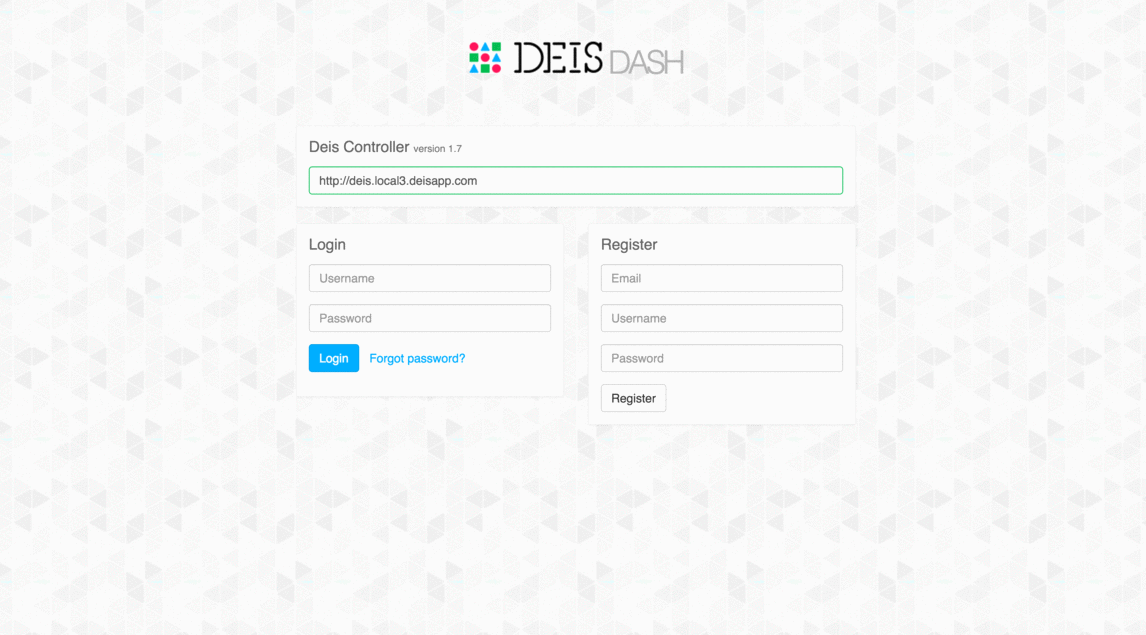 DEIS DASH
Deis Controller version 1.7
http://deis.local3.deisapp.com
Login
Username
Password
Login Forgot password?
Register
Email
Username
Password
Register